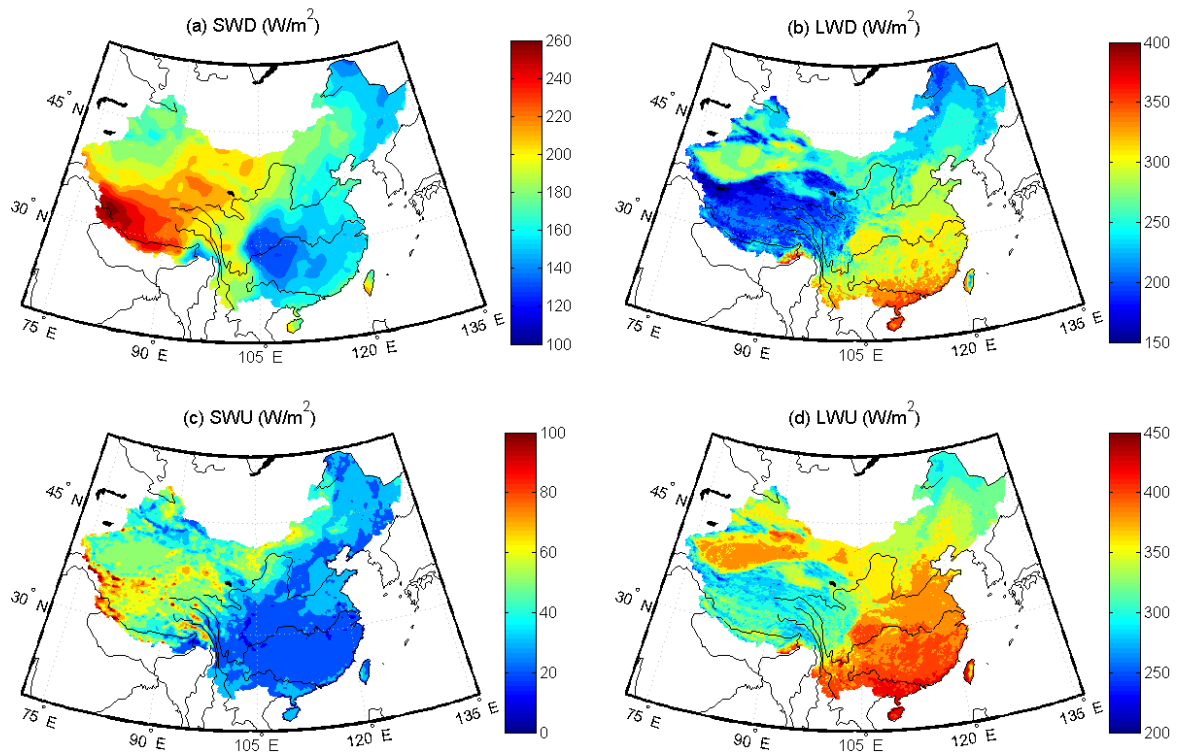 (a) SWD (W/m²)
260
240
220
200
180
160
140
120
100
45° N
30° N
75° E
90° E
105° E
120° E
135° E
(b) LWD (W/m²)
400
350
300
250
200
150
45° N
30° N
75° E
90° E
105° E
120° E
135° E
(c) SWU (W/m²)
100
80
60
40
20
0
45° N
30° N
75° E
90° E
105° E
120° E
135° E
(d) LWU (W/m²)
450
400
350
300
250
200
45° N
30° N
75° E
90° E
105° E
120° E
135° E